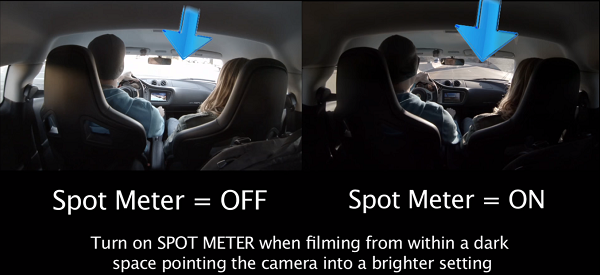 Spot Meter = OFF
Spot Meter = ON
Turn on SPOT METER when filming from within a dark
space pointing the camera into a brighter setting